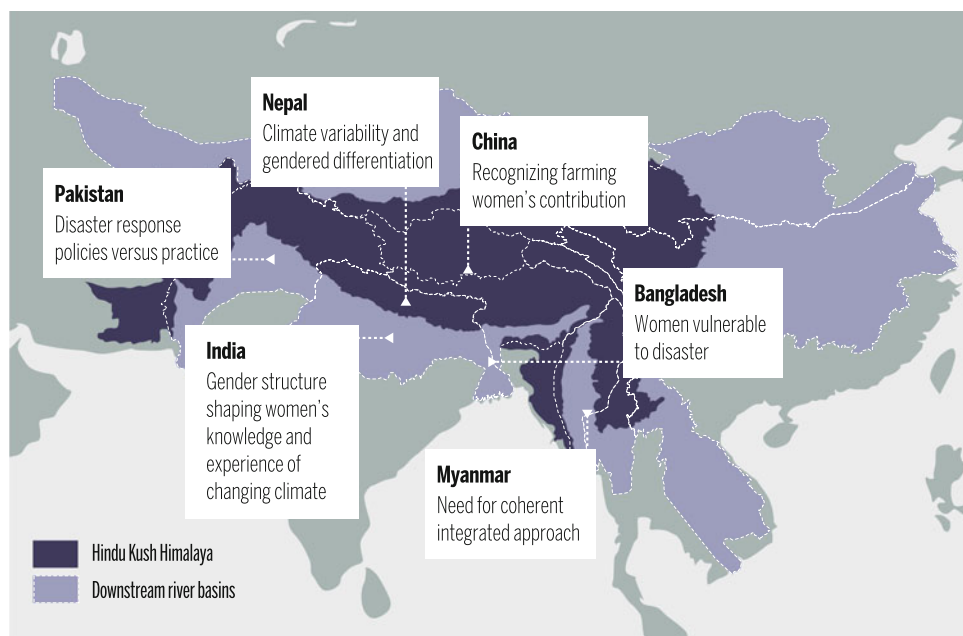 Nepal
Climate variability and
gendered differentiation
China
Recognizing farming
women’s contribution
Pakistan
Disaster response
policies versus practice
Bangladesh
Women vulnerable
to disaster
India
Gender structure
shaping women’s
knowledge and
experience of
changing climate
Myanmar
Need for coherent
integrated approach
Hindu Kush Himalaya
Downstream river basins